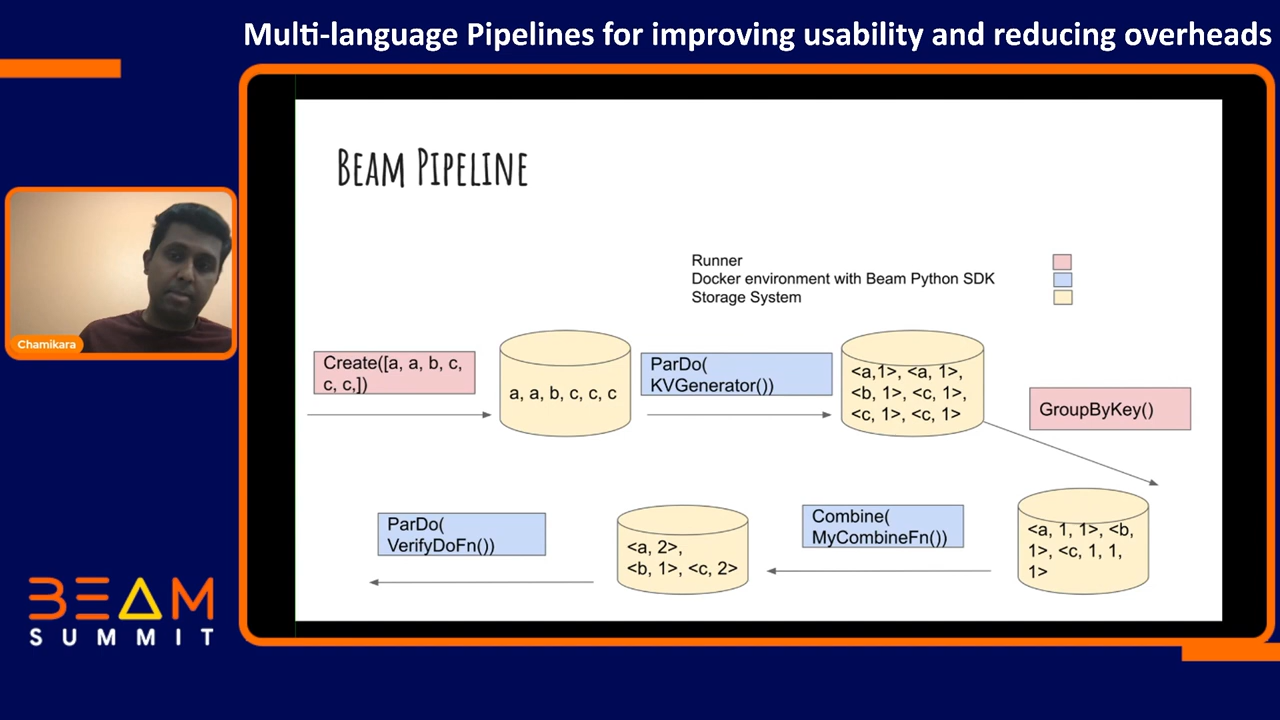 Multi-language Pipelines for improving usability and reducing overheads
BEAM PIPELINE
Runner
Docker environment with Beam Python SDK
Storage System
Create([a, a, b, c,
c, c,])
a, a, b, c, c, c
ParDo(
KVGenerator())
<a,1>, <a, 1>,
<b, 1>, <c, 1>,
<c, 1>, <c, 1>
GroupByKey()
<a, 1, 1>, <b,
1>, <c, 1, 1,
1>
Combine(
MyCombineFn())
<a, 2>,
<b, 1>, <c, 2>
ParDo(
VerifyDoFn())
Chamikara
BEAM
SUMMIT